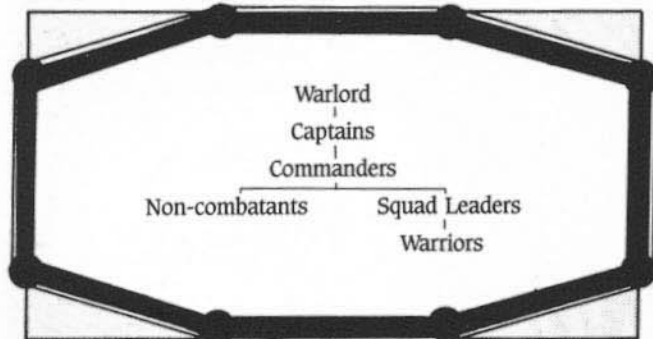 Warlord
Captains
Commanders
Non-combatants Squad Leaders
Warriors